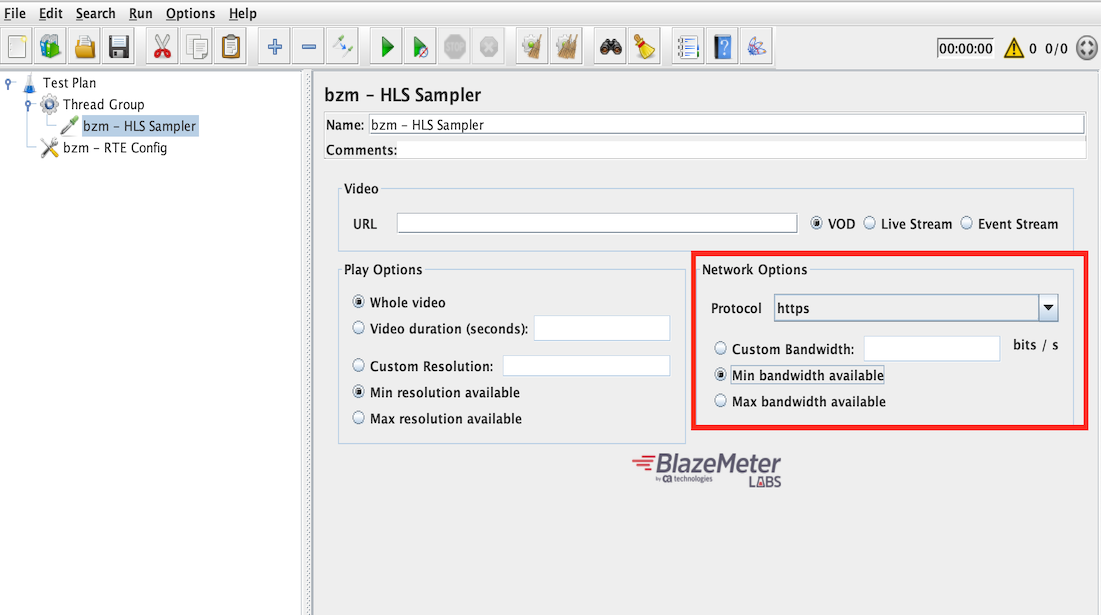 File Edit Search Run Options Help
STOP
?
00:00:00 0 0/0
Test Plan
Thread Group
bzm - HLS Sampler
bzm - RTE Config
bzm - HLS Sampler
Name: bzm - HLS Sampler
Comments:
Video
URL VOD Live Stream Event Stream
Play Options
Whole video
Video duration (seconds):
Custom Resolution:
Min resolution available
Max resolution available
Network Options
Protocol https
Custom Bandwidth: bits / s
Min bandwidth available
Max bandwidth available
BlazeMeter
by ca technologies LABS